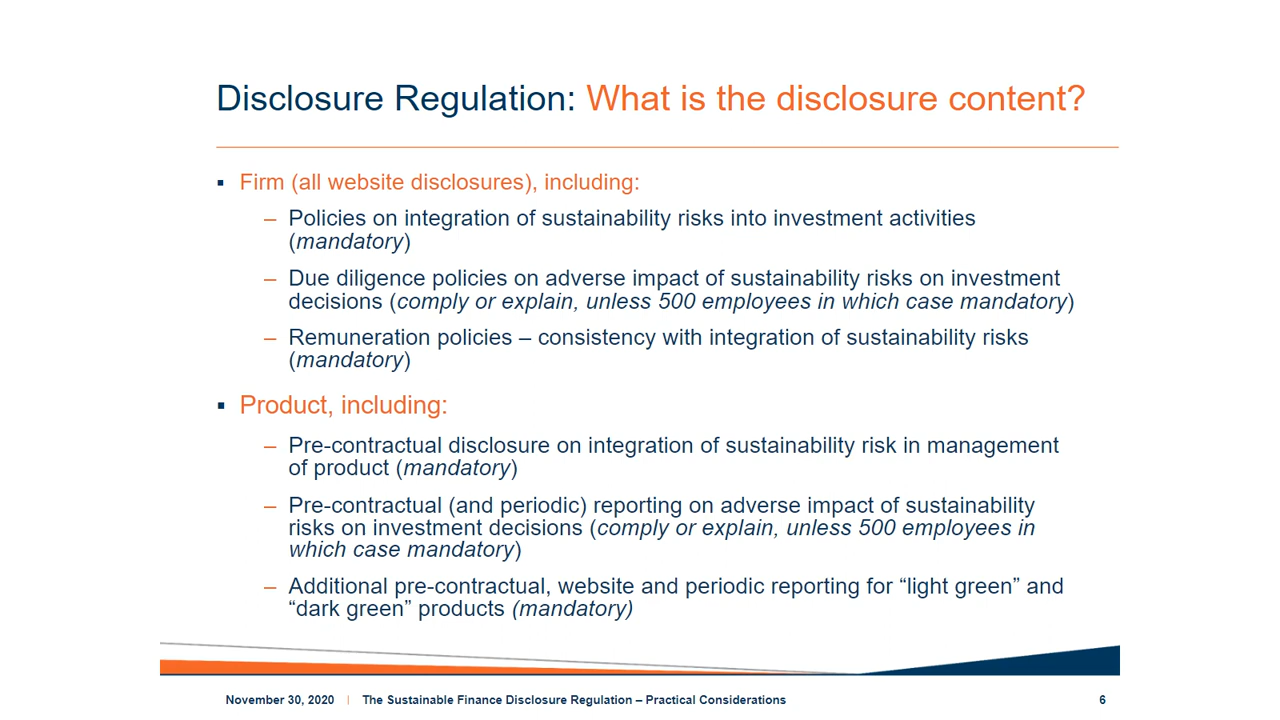 Disclosure Regulation: What is the disclosure content?
▪ Firm (all website disclosures), including:
– Policies on integration of sustainability risks into investment activities
(mandatory)
– Due diligence policies on adverse impact of sustainability risks on investment
decisions (comply or explain, unless 500 employees in which case mandatory)
– Remuneration policies – consistency with integration of sustainability risks
(mandatory)
▪ Product, including:
– Pre-contractual disclosure on integration of sustainability risk in management
of product (mandatory)
– Pre-contractual (and periodic) reporting on adverse impact of sustainability
risks on investment decisions (comply or explain, unless 500 employees in
which case mandatory)
– Additional pre-contractual, website and periodic reporting for “light green” and
“dark green” products (mandatory)
November 30, 2020 | The Sustainable Finance Disclosure Regulation – Practical Considerations 6